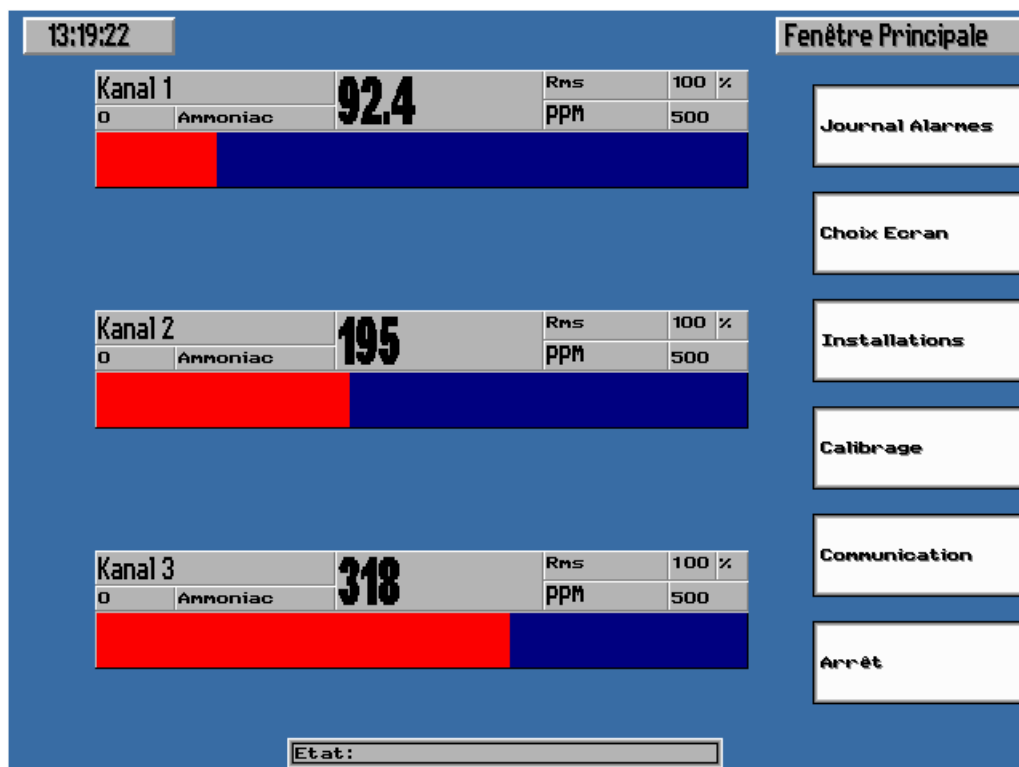 13:19:22
Fenêtre Principale
Kanal 1
92.4
Rms
100 %
0
Ammoniac
PPM
500
Kanal 2
195
Rms
100 %
0
Ammoniac
PPM
500
Kanal 3
318
Rms
100 %
0
Ammoniac
PPM
500
Journal Alarmes
Choix Ecran
Installations
Calibrage
Communication
Arrêt
Etat: